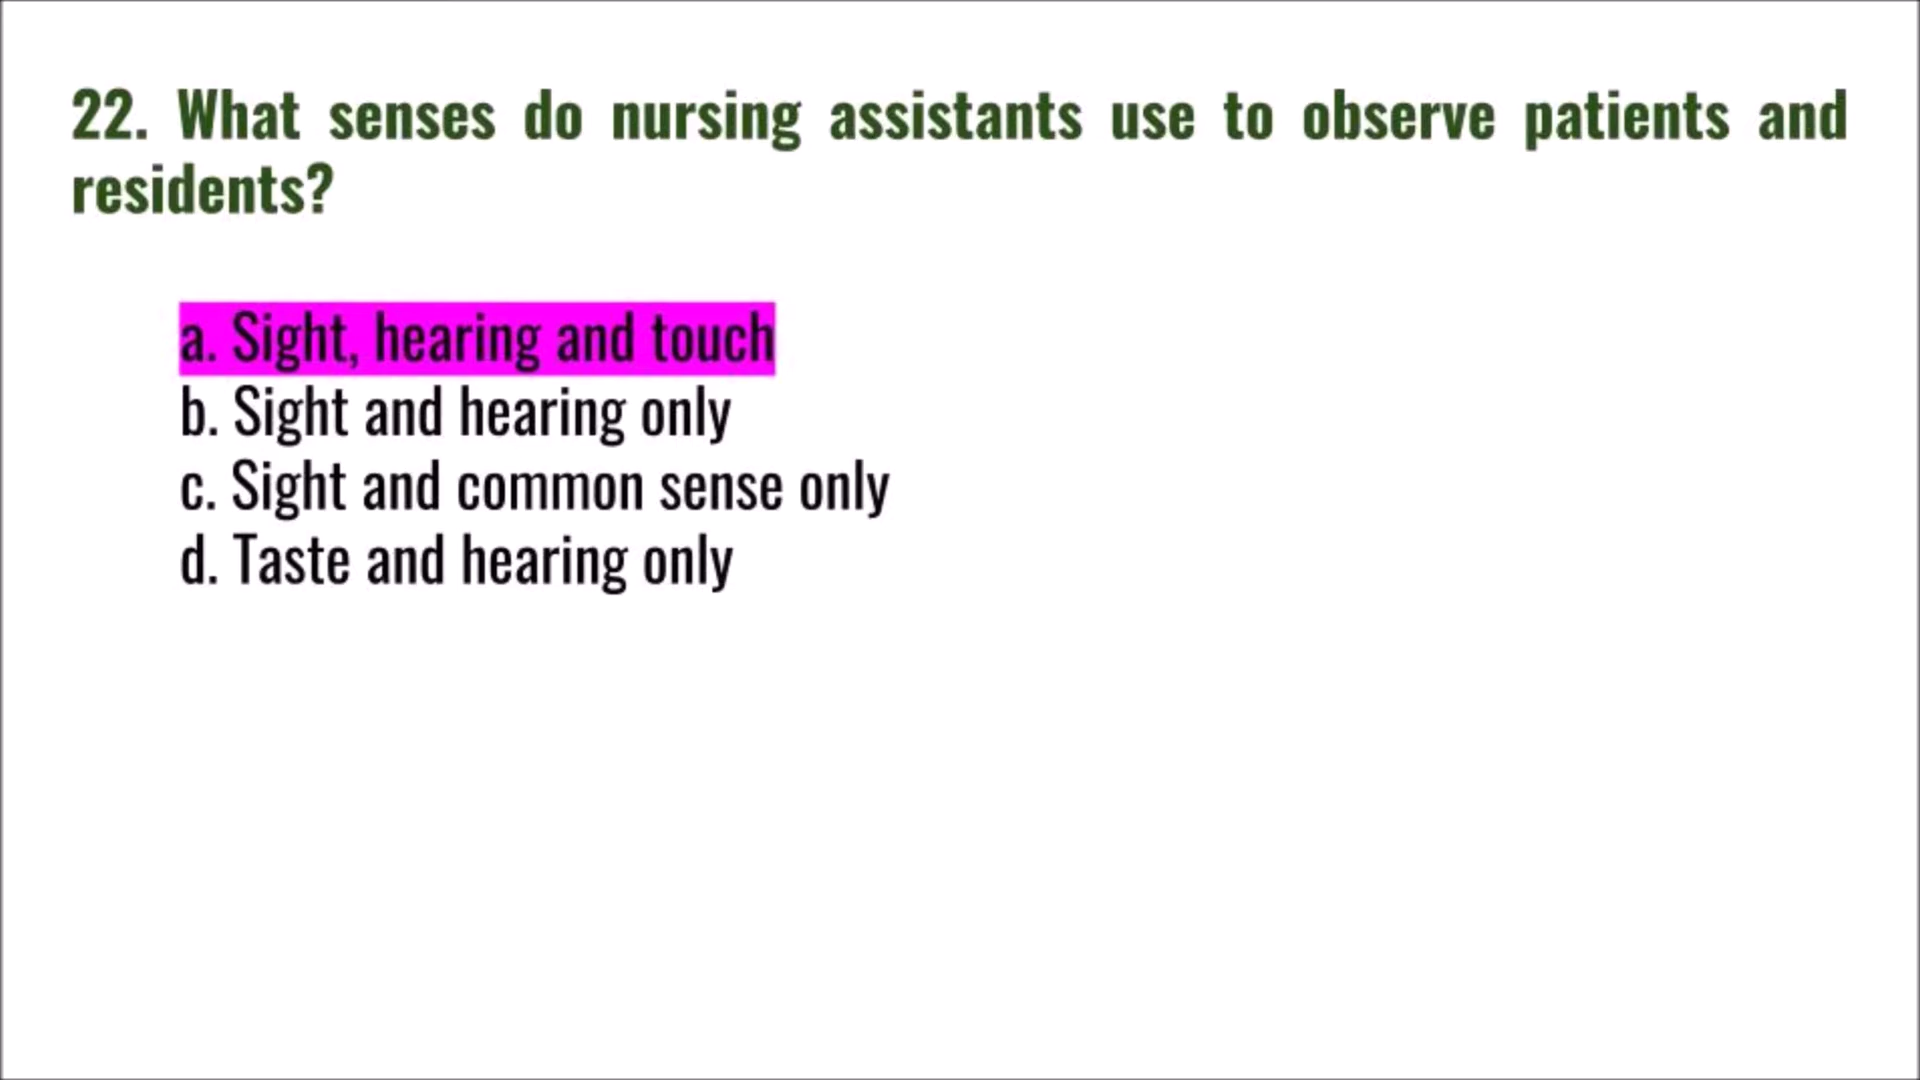 22. What senses do nursing assistants use to observe patients and
residents?
a. Sight, hearing and touch
b. Sight and hearing only
c. Sight and common sense only
d. Taste and hearing only